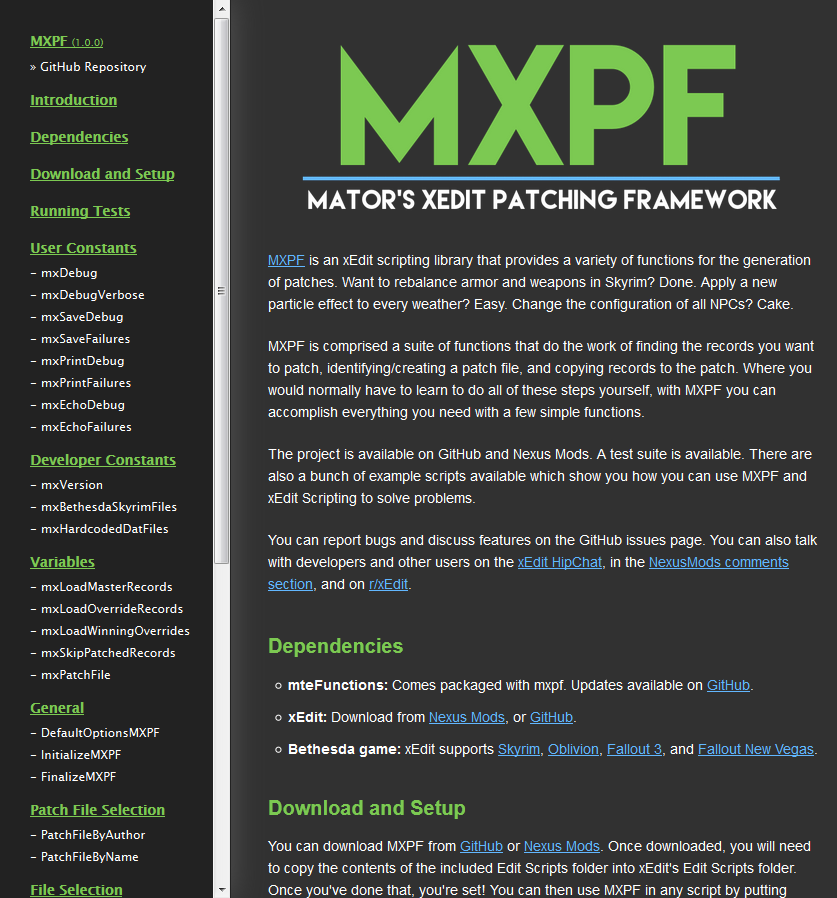 MXPF (1.0.0)
» GitHub Repository
Introduction
Dependencies
Download and Setup
Running Tests
User Constants
- mxDebug
- mxDebugVerbose
- mxSaveDebug
- mxSaveFailures
- mxPrintDebug
- mxPrintFailures
- mxEchoDebug
- mxEchoFailures
Developer Constants
- mxVersion
- mxBethesdaSkyrimFiles
- mxHardcodedDatFiles
Variables
- mxLoadMasterRecords
- mxLoadOverrideRecords
- mxLoadWinningOverrides
- mxSkipPatchedRecords
- mxPatchFile
General
- DefaultOptionsMXPF
- InitializeMXPF
- FinalizeMXPF
Patch File Selection
- PatchFileByAuthor
- PatchFileByName
File Selection
MXPF
MATOR'S XEDIT PATCHING FRAMEWORK
MXPF is an xEdit scripting library that provides a variety of functions for the generation
of patches. Want to rebalance armor and weapons in Skyrim? Done. Apply a new
particle effect to every weather? Easy. Change the configuration of all NPCs? Cake.
MXPF is comprised a suite of functions that do the work of finding the records you want
to patch, identifying/creating a patch file, and copying records to the patch. Where you
would normally have to learn to do all of these steps yourself, with MXPF you can
accomplish everything you need with a few simple functions.
The project is available on GitHub and Nexus Mods. A test suite is available. There are
also a bunch of example scripts available which show you how you can use MXPF and
xEdit Scripting to solve problems.
You can report bugs and discuss features on the GitHub issues page. You can also talk
with developers and other users on the xEdit HipChat, in the NexusMods comments
section, and on r/xEdit.
Dependencies
mteFunctions: Comes packaged with mxpf. Updates available on GitHub.
xEdit: Download from Nexus Mods, or GitHub.
Bethesda game: xEdit supports Skyrim, Oblivion, Fallout 3, and Fallout New Vegas.
Download and Setup
You can download MXPF from GitHub or Nexus Mods. Once downloaded, you will need
to copy the contents of the included Edit Scripts folder into xEdit's Edit Scripts folder.
Once you've done that, you're set! You can then use MXPF in any script by putting